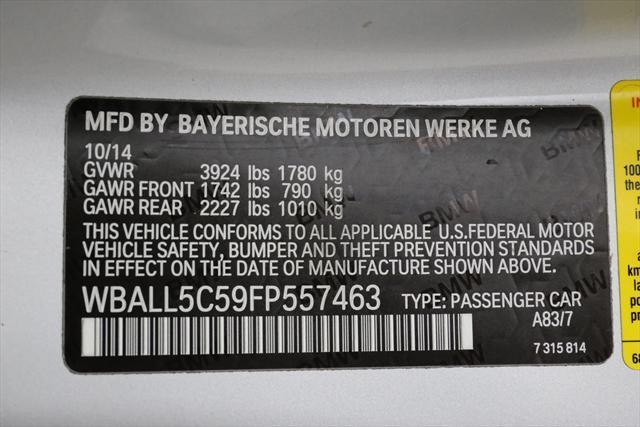 MFD BY BAYERISCHE MOTOREN WERKE AG
10/14
GVWR 3924 lbs 1780 kg
GAWR FRONT 1742 lbs 790 kg
GAWR REAR 2227 lbs 1010 kg
THIS VEHICLE CONFORMS TO ALL APPLICABLE U.S.FEDERAL MOTOR
VEHICLE SAFETY, BUMPER AND THEFT PREVENTION STANDARDS
IN EFFECT ON THE DATE OF MANUFACTURE SHOWN ABOVE.
WBALL5C59FP557463 TYPE: PASSENGER CAR
A83/7
7 315 814